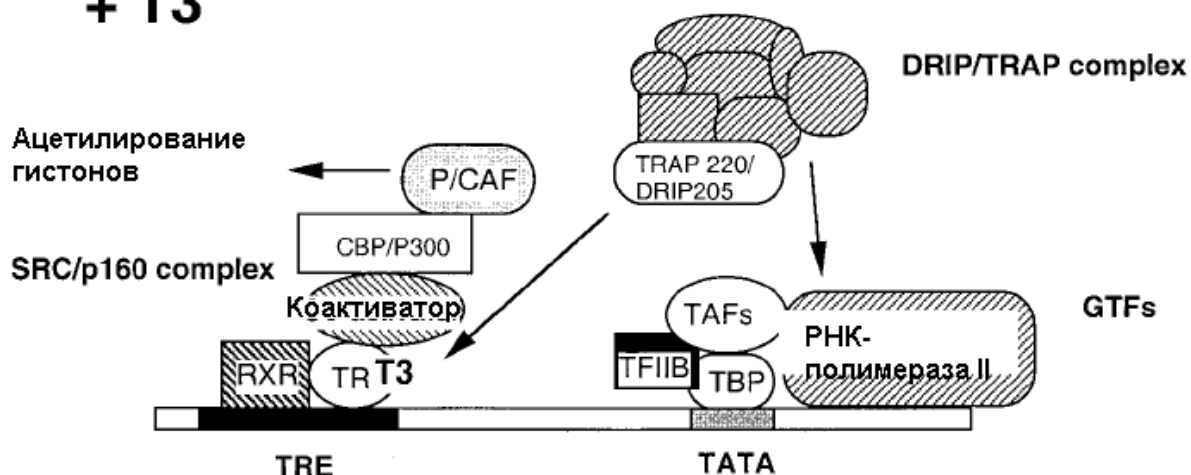 + T3
DRIP/TRAP complex
Ацетилирование
гистонов
P/CAF
TRAP 220/
DRIP205
CBP/P300
SRC/p160 complex
Коактиватор
TAFs
GTFs
РНК-
полимераза II
RXR
TR T3
TFIIB
TBP
TRE
TATA